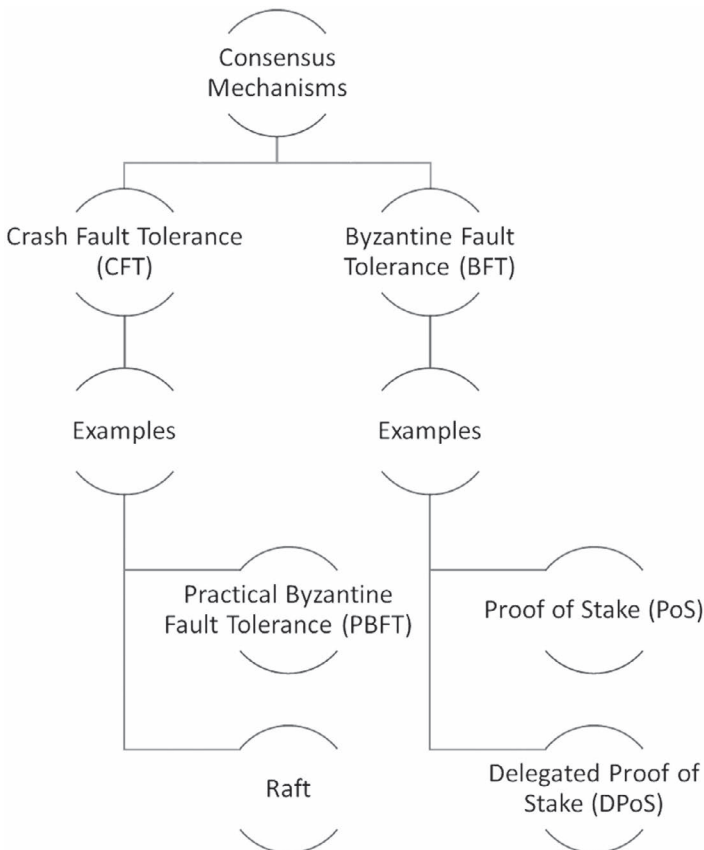 Consensus
Mechanisms
Crash Fault Tolerance
(CFT)
Byzantine Fault
Tolerance (BFT)
Examples
Examples
Practical Byzantine
Fault Tolerance (PBFT)
Proof of Stake (PoS)
Raft
Delegated Proof of
Stake (DPoS)